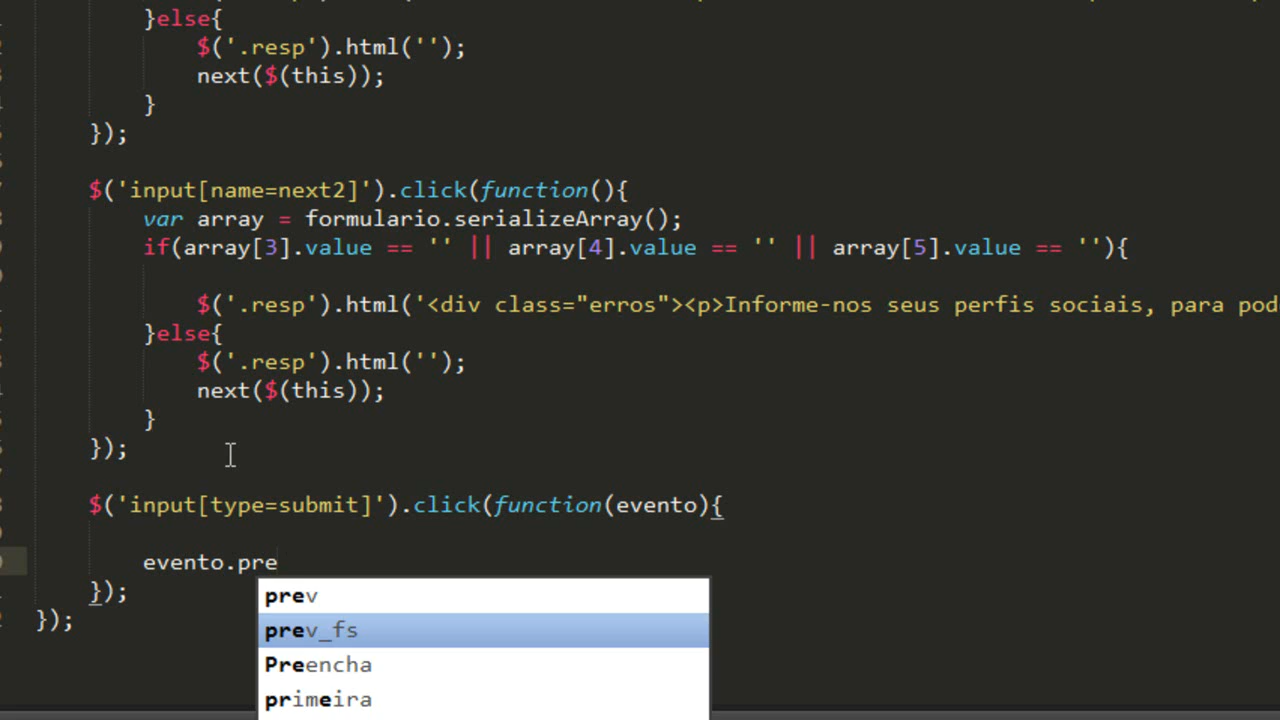 }else{
$('.resp').html('');
next($(this));
}
});
$('input[name=next2]').click(function(){
var array = formulario.serializeArray();
if(array[3].value == '' || array[4].value == '' || array[5].value == ''){
$('.resp').html('<div class="erros"><p>Informe-nos seus perfis sociais, para pod
}else{
$('.resp').html('');
next($(this));
}
});
$('input[type=submit]').click(function(evento){
evento.pre
});
});
prev
prev_fs
Preencha
primeira